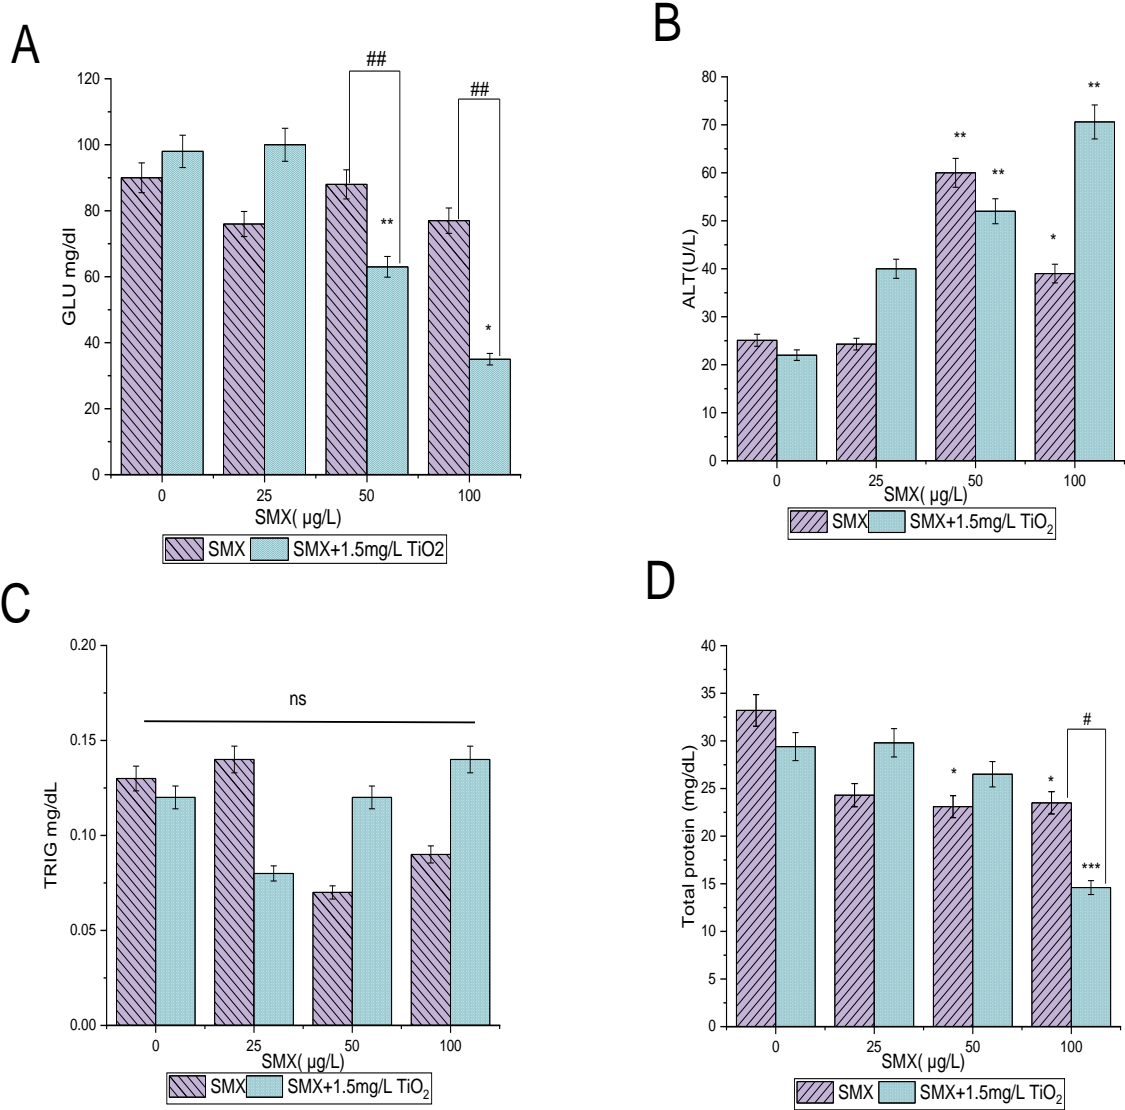 A
##
##
120
100
80
60
40
20
0
GLU mg/dl
**
*
0 25 50 100
SMX( µg/L)
SMX SMX+1.5mg/L TiO2
B
80
70
60
50
40
30
20
10
0
ALT(U/L)
**
**
*
**
0 25 50 100
SMX( µg/L)
SMX SMX+1.5mg/L TiO₂
C
0.20
0.15
0.10
0.05
0.00
TRIG mg/dL
ns
0 25 50 100
SMX( µg/L)
SMX SMX+1.5mg/L TiO₂
D
40
35
30
25
20
15
10
5
0
Total protein (mg/dL)
*
*
#
***
0 25 50 100
SMX( µg/L)
SMX SMX+1.5mg/L TiO₂